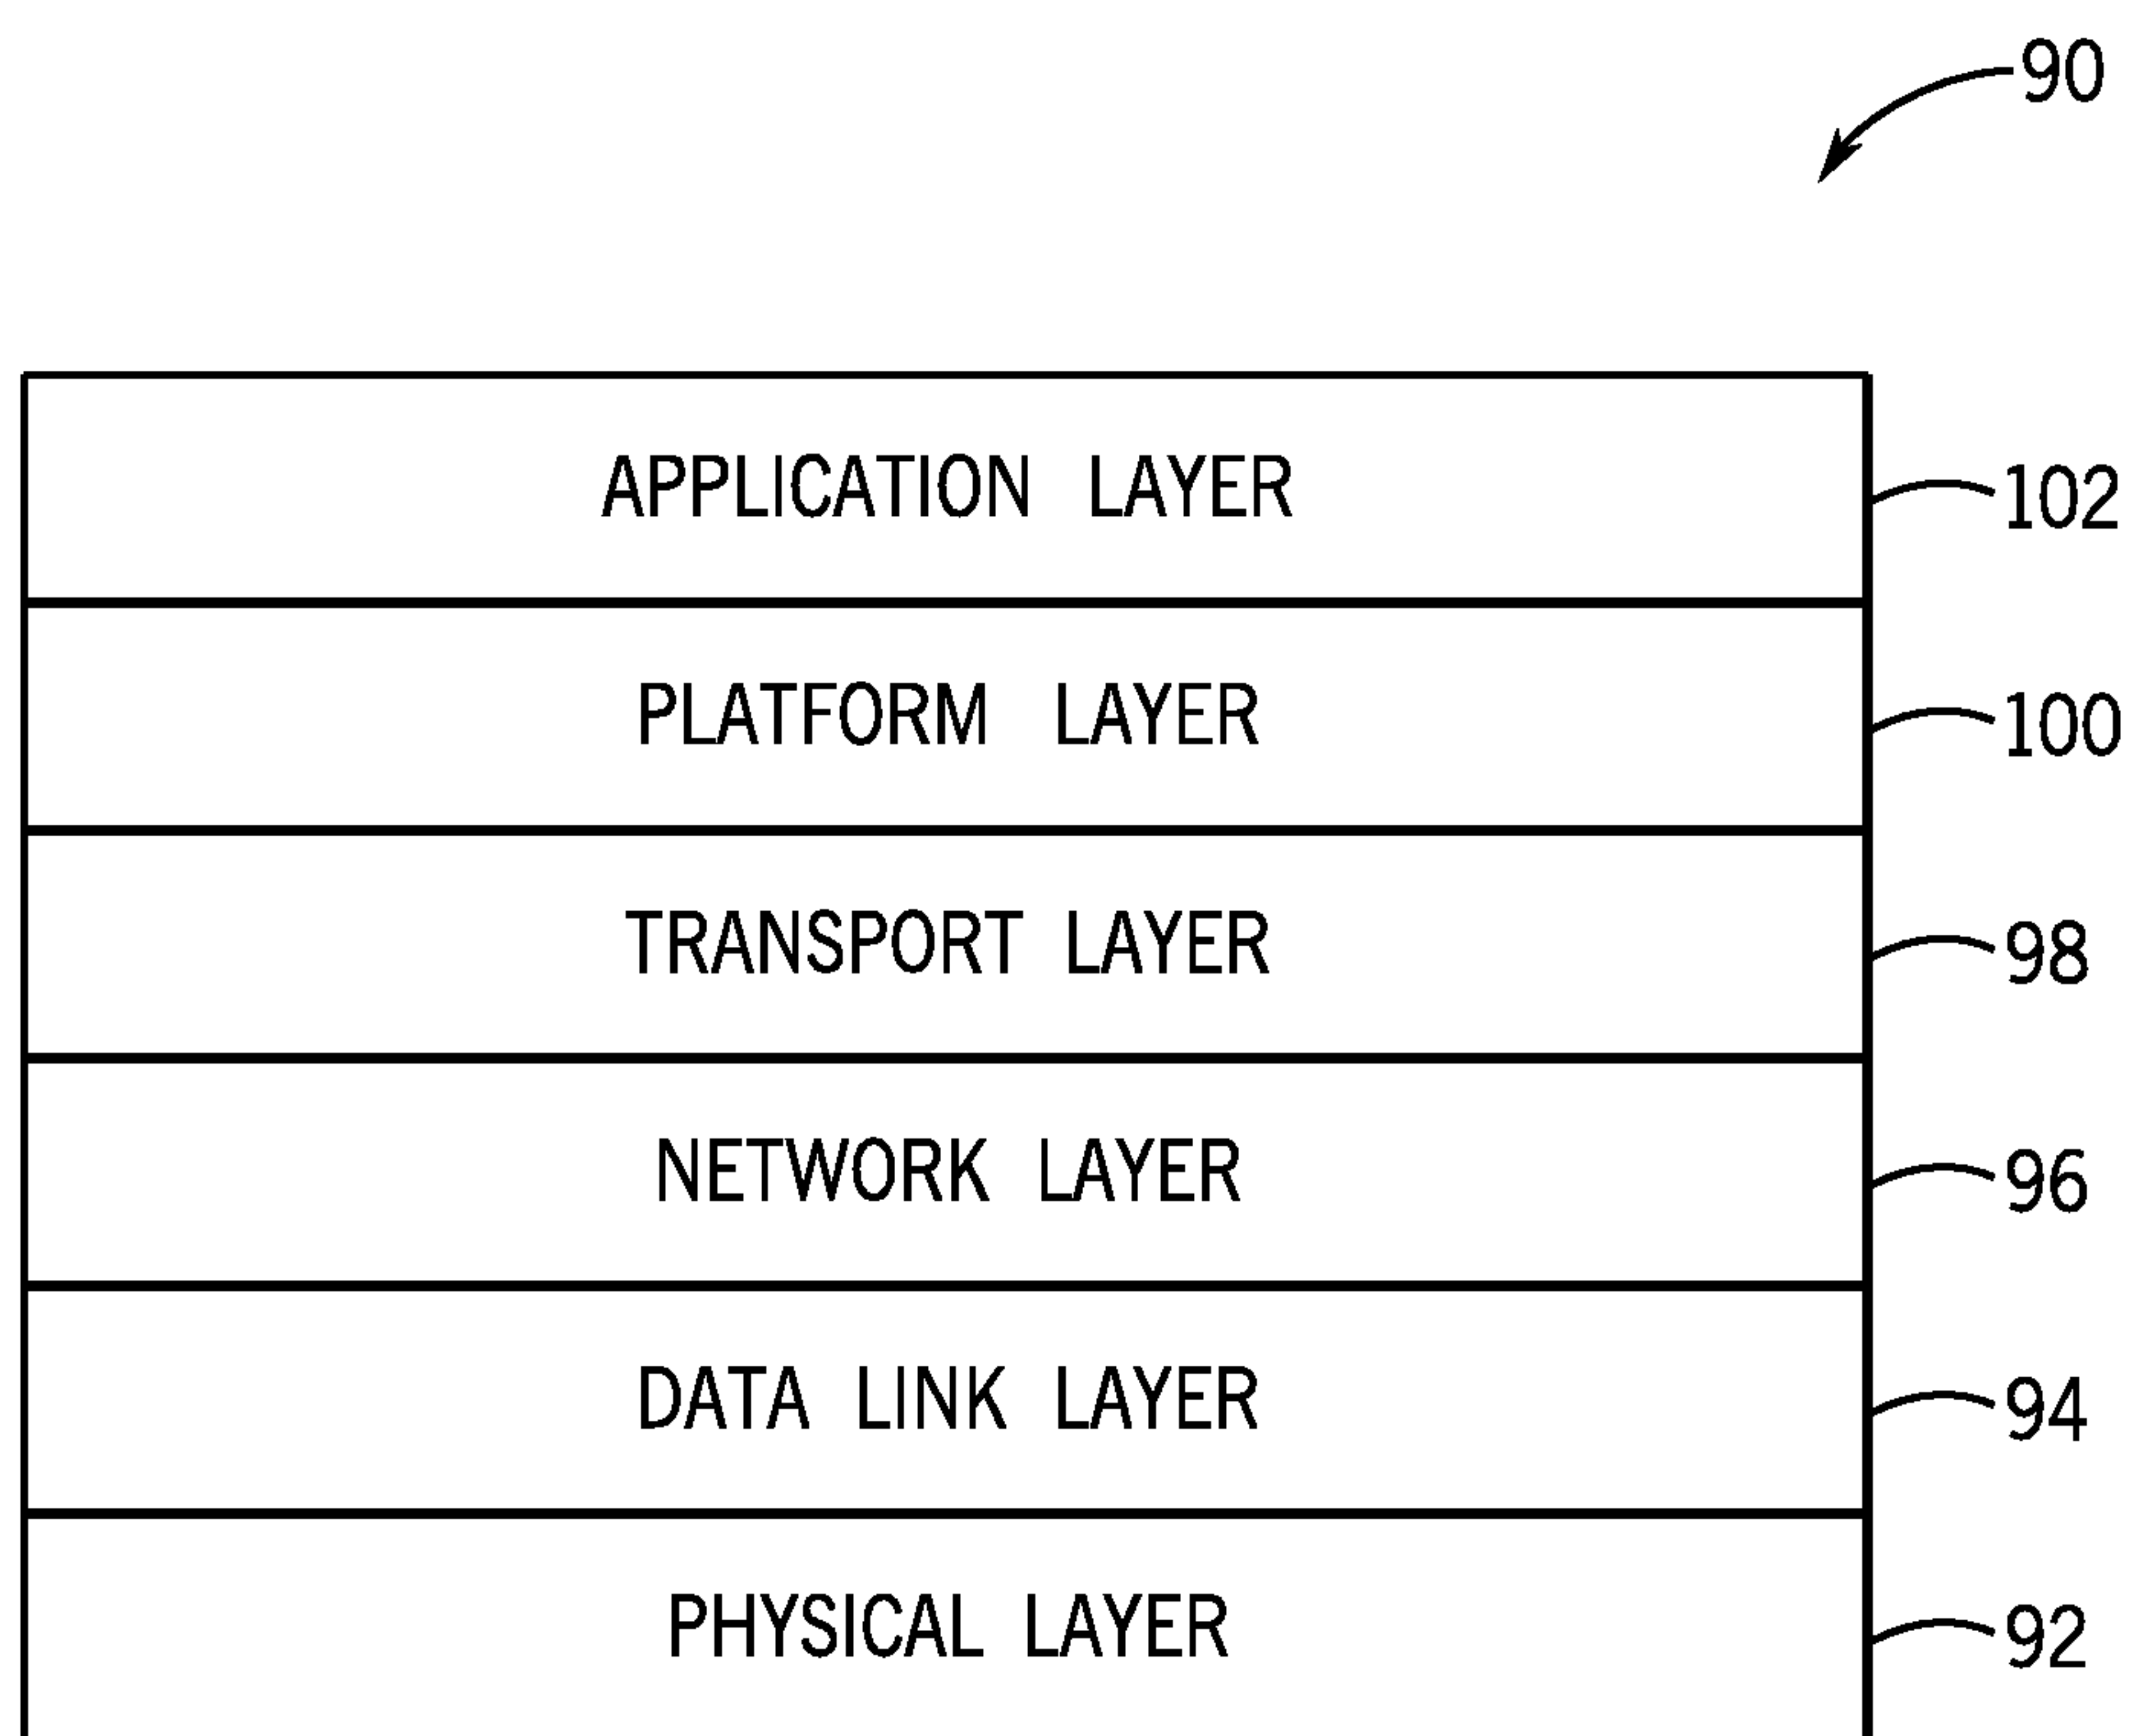 90
APPLICATION LAYER 102
PLATFORM LAYER 100
TRANSPORT LAYER 98
NETWORK LAYER 96
DATA LINK LAYER 94
PHYSICAL LAYER 92